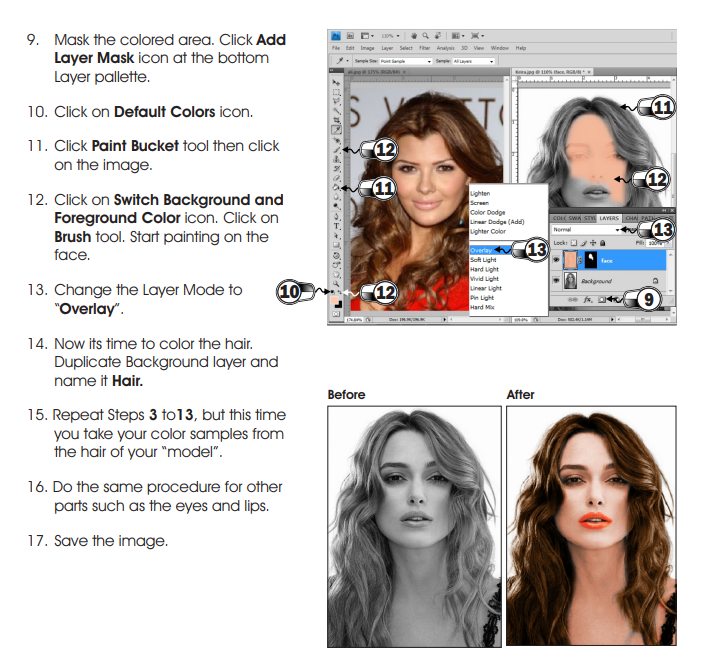 9. Mask the colored area. Click Add
Layer Mask icon at the bottom
Layer pallette.
10. Click on Default Colors icon.
11. Click Paint Bucket tool then click
on the image.
12. Click on Switch Background and
Foreground Color icon. Click on
Brush tool. Start painting on the
face.
13. Change the Layer Mode to
“Overlay”.
14. Now its time to color the hair.
Duplicate Background layer and
name it Hair.
15. Repeat Steps 3 to13, but this time
you take your color samples from
the hair of your “model”.
16. Do the same procedure for other
parts such as the eyes and lips.
17. Save the image.
110%
File Edit Image Layer Select Filter Analysis 3D View Window Help
Sample Size: Point Sample Sample: All Layers
11
12
12
11
Lighten
Screen
Color Dodge
Linear Dodge (Add)
Lighter Color
Overlay
Soft Light
Hard Light
Vivid Light
Linear Light
Pin Light
Hard Mix
13
LAYERS
Normal
13
Lock: Fill: 100%
face
Background
10
12
9
Before After